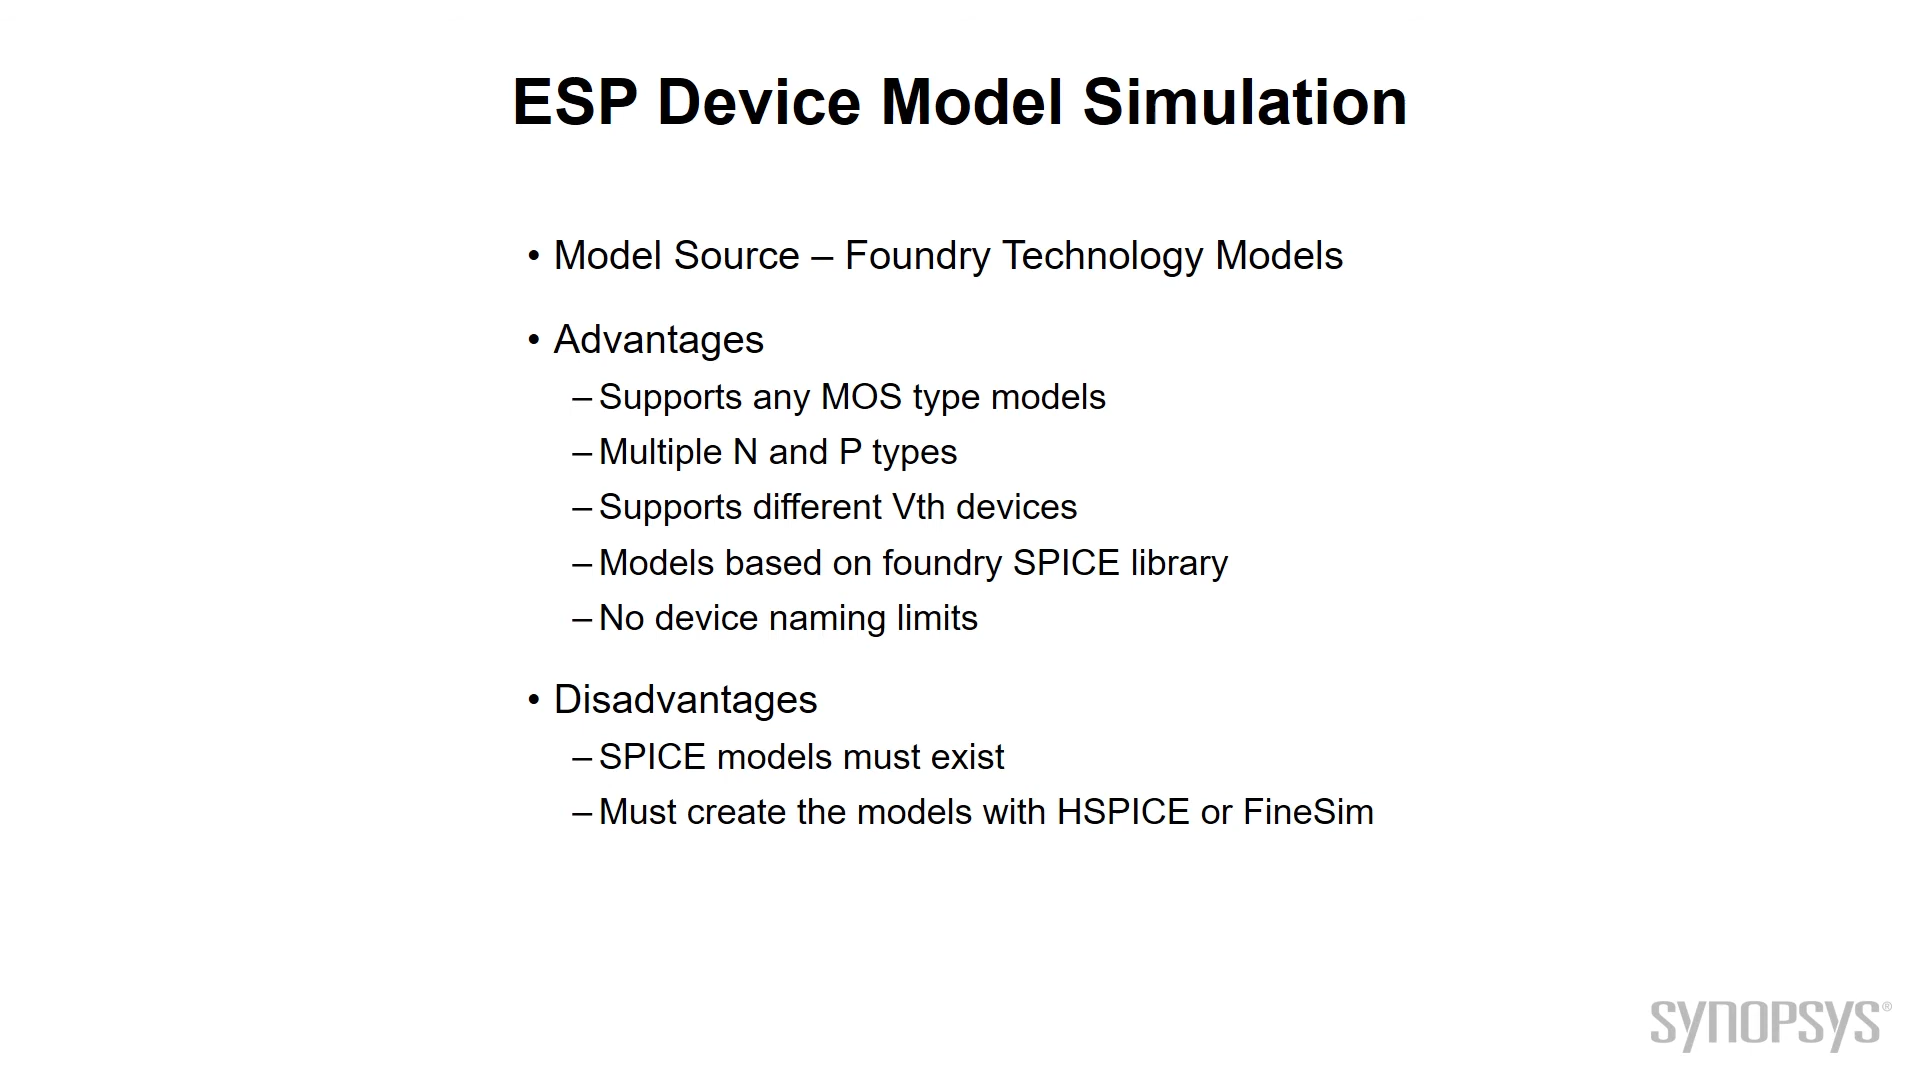 ESP Device Model Simulation
• Model Source – Foundry Technology Models
• Advantages
– Supports any MOS type models
– Multiple N and P types
– Supports different Vth devices
– Models based on foundry SPICE library
– No device naming limits
• Disadvantages
– SPICE models must exist
– Must create the models with HSPICE or FineSim
SYNOPSYS®